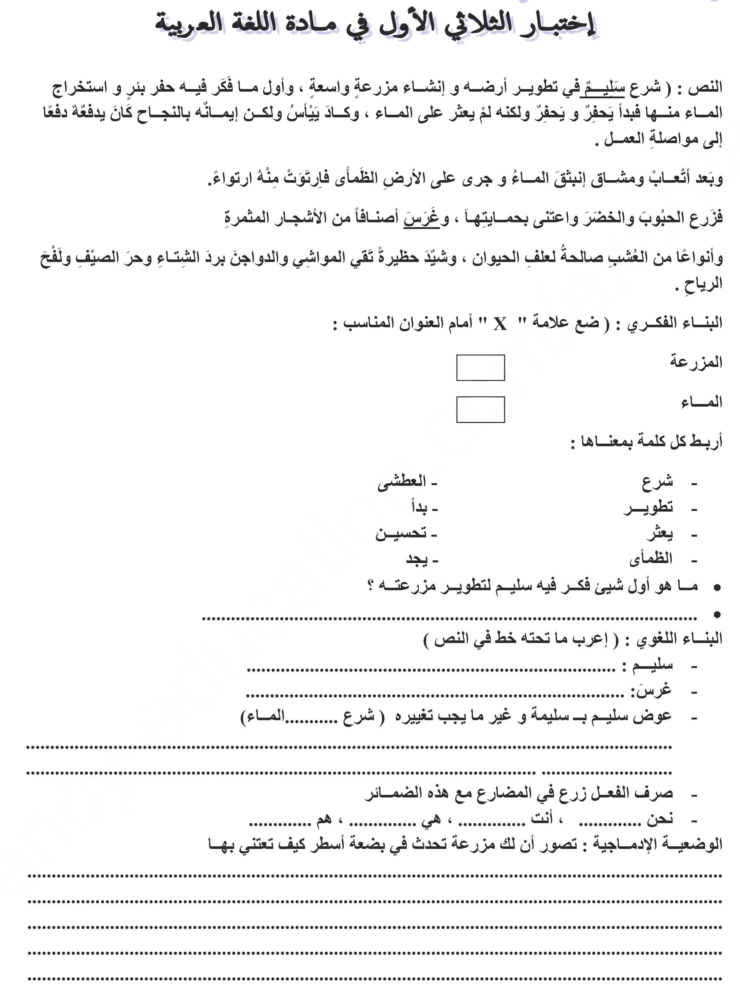 إختبـار الثلاثي الأول في مـادة اللغة العربية
النص : ( شرع سَلِيـمٌ في تطويـر أرضـه و إنشـاء مزرعةٍ واسعةٍ ، وأول مـا فَكَر فيـه حفر بئرٍ و استخراج
المـاء منـها فبدأ يَحفِرٌ و يَحفِرٌ ولكنه لمْ يعثر على المـاء ، وكـادَ يَيْأسُ ولكـن إيمـانٌه بالنجـاح كَانَ يدفعٌهٌ دفعًا
إلى مواصلةِ العمـل .
وبَعد أتْعـابْ ومشـاق إنبثقَ المـاءُ و جرى على الأرضِ الظَمأَى فاِرتَوَتْ مِنْهُ ارتواءً.
فزَرع الحبُوبَ والخضَرَ واعتنى بحمـايتِهـاَ ، وغَرَسَ أصنـافاً من الأشجـار المثمرةِ
وأنواعًا من العُشبِ صالحةُ لعلفِ الحيوان ، وشيٌدَ حظيرةً تَقي المواشِي والدواجنَ بردَ الشِتـاءِ وحرَ الصيْفِ ولَفْحَ
الرياحِ .
البنـاء الفكـري : ( ضع علامة " X " أمام العنوان المناسب :
المزرعة
المـاء
أربـط كل كلمة بمعنـاها :
- شرع - العطشى
- تطويـر - بدأ
- يعثر - تحسيـن
- الظمأى - يجد
• مـا هو أول شيئ فكـر فيه سليـم لتطويـر مزرعتـه ؟
• ..........................................................................................
البنـاء اللغوي : ( إعرب ما تحته خط في النص )
- سليـم : ......................................................................
- غرسَ: ......................................................................
- عوض سليـم بـ سليمة و غير ما يجب تغييره ( شرع ...........المـاء)
....................................................................................................
........................... ..........................................................................
- صرف الفعـل زرع في المضارع مع هذه الضمـائر
- نحن ............. ، أنت .............. ، هي .............. ، هم .............
الوضعيـة الإدمـاجية : تصور أن لك مزرعة تحدث في بضعة أسطر كيف تعتني بهـا
....................................................................................................
....................................................................................................
....................................................................................................
....................................................................................................
....................................................................................................